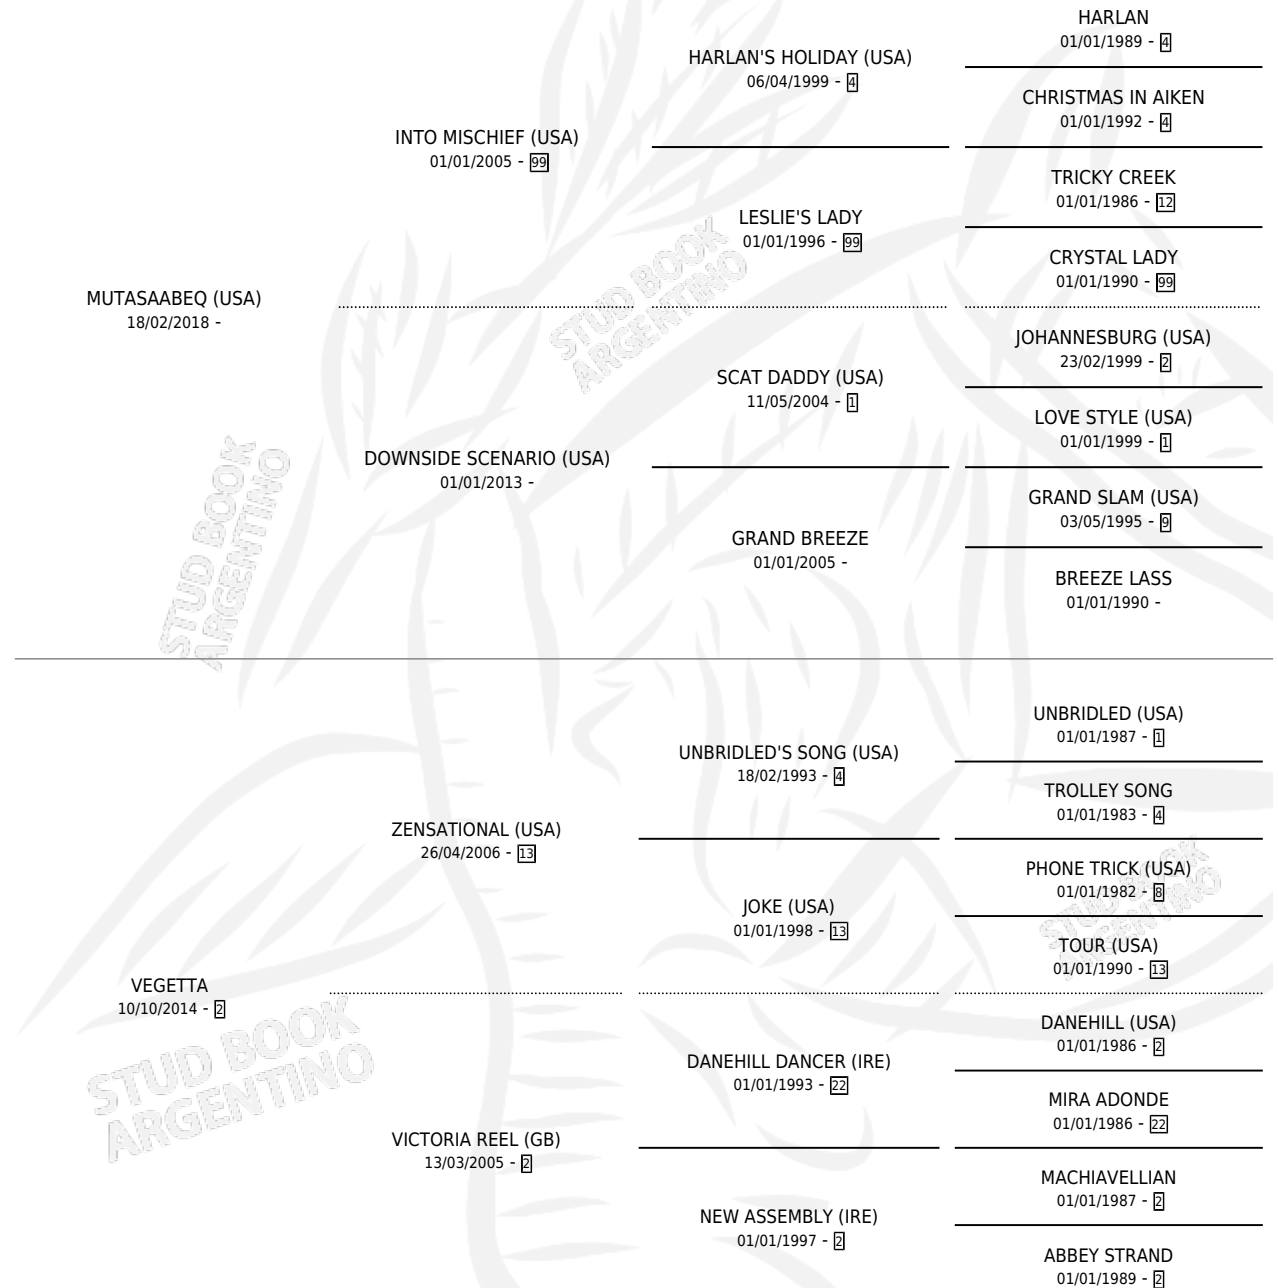 HARLAN
01/01/1989 - 4
HARLAN'S HOLIDAY (USA)
06/04/1999 - 4
CHRISTMAS IN AIKEN
01/01/1992 - 4
INTO MISCHIEF (USA)
01/01/2005 - 99
TRICKY CREEK
01/01/1986 - 12
LESLIE'S LADY
01/01/1996 - 99
CRYSTAL LADY
01/01/1990 - 99
MUTASAABEQ (USA)
18/02/2018 -
JOHANNESBURG (USA)
23/02/1999 - 2
SCAT DADDY (USA)
11/05/2004 - 1
LOVE STYLE (USA)
01/01/1999 - 1
DOWNSIDE SCENARIO (USA)
01/01/2013 -
GRAND SLAM (USA)
03/05/1995 - 9
GRAND BREEZE
01/01/2005 -
BREEZE LASS
01/01/1990 -
UNBRIDLED (USA)
01/01/1987 - 1
UNBRIDLED'S SONG (USA)
18/02/1993 - 4
TROLLEY SONG
01/01/1983 - 4
ZENSATIONAL (USA)
26/04/2006 - 13
PHONE TRICK (USA)
01/01/1982 - 8
JOKE (USA)
01/01/1998 - 13
TOUR (USA)
01/01/1990 - 13
VEGETTA
10/10/2014 - 2
DANEHILL (USA)
01/01/1986 - 2
DANEHILL DANCER (IRE)
01/01/1993 - 22
MIRA ADONDE
01/01/1986 - 22
VICTORIA REEL (GB)
13/03/2005 - 2
MACHIAVELLIAN
01/01/1987 - 2
NEW ASSEMBLY (IRE)
01/01/1997 - 2
ABBEY STRAND
01/01/1989 - 2
STUD BOOK
ARGENTINO
STUD BOOK
ARGENTINO
STUD BOOK
ARGENTINO
STUD BOOK
ARGENTINO